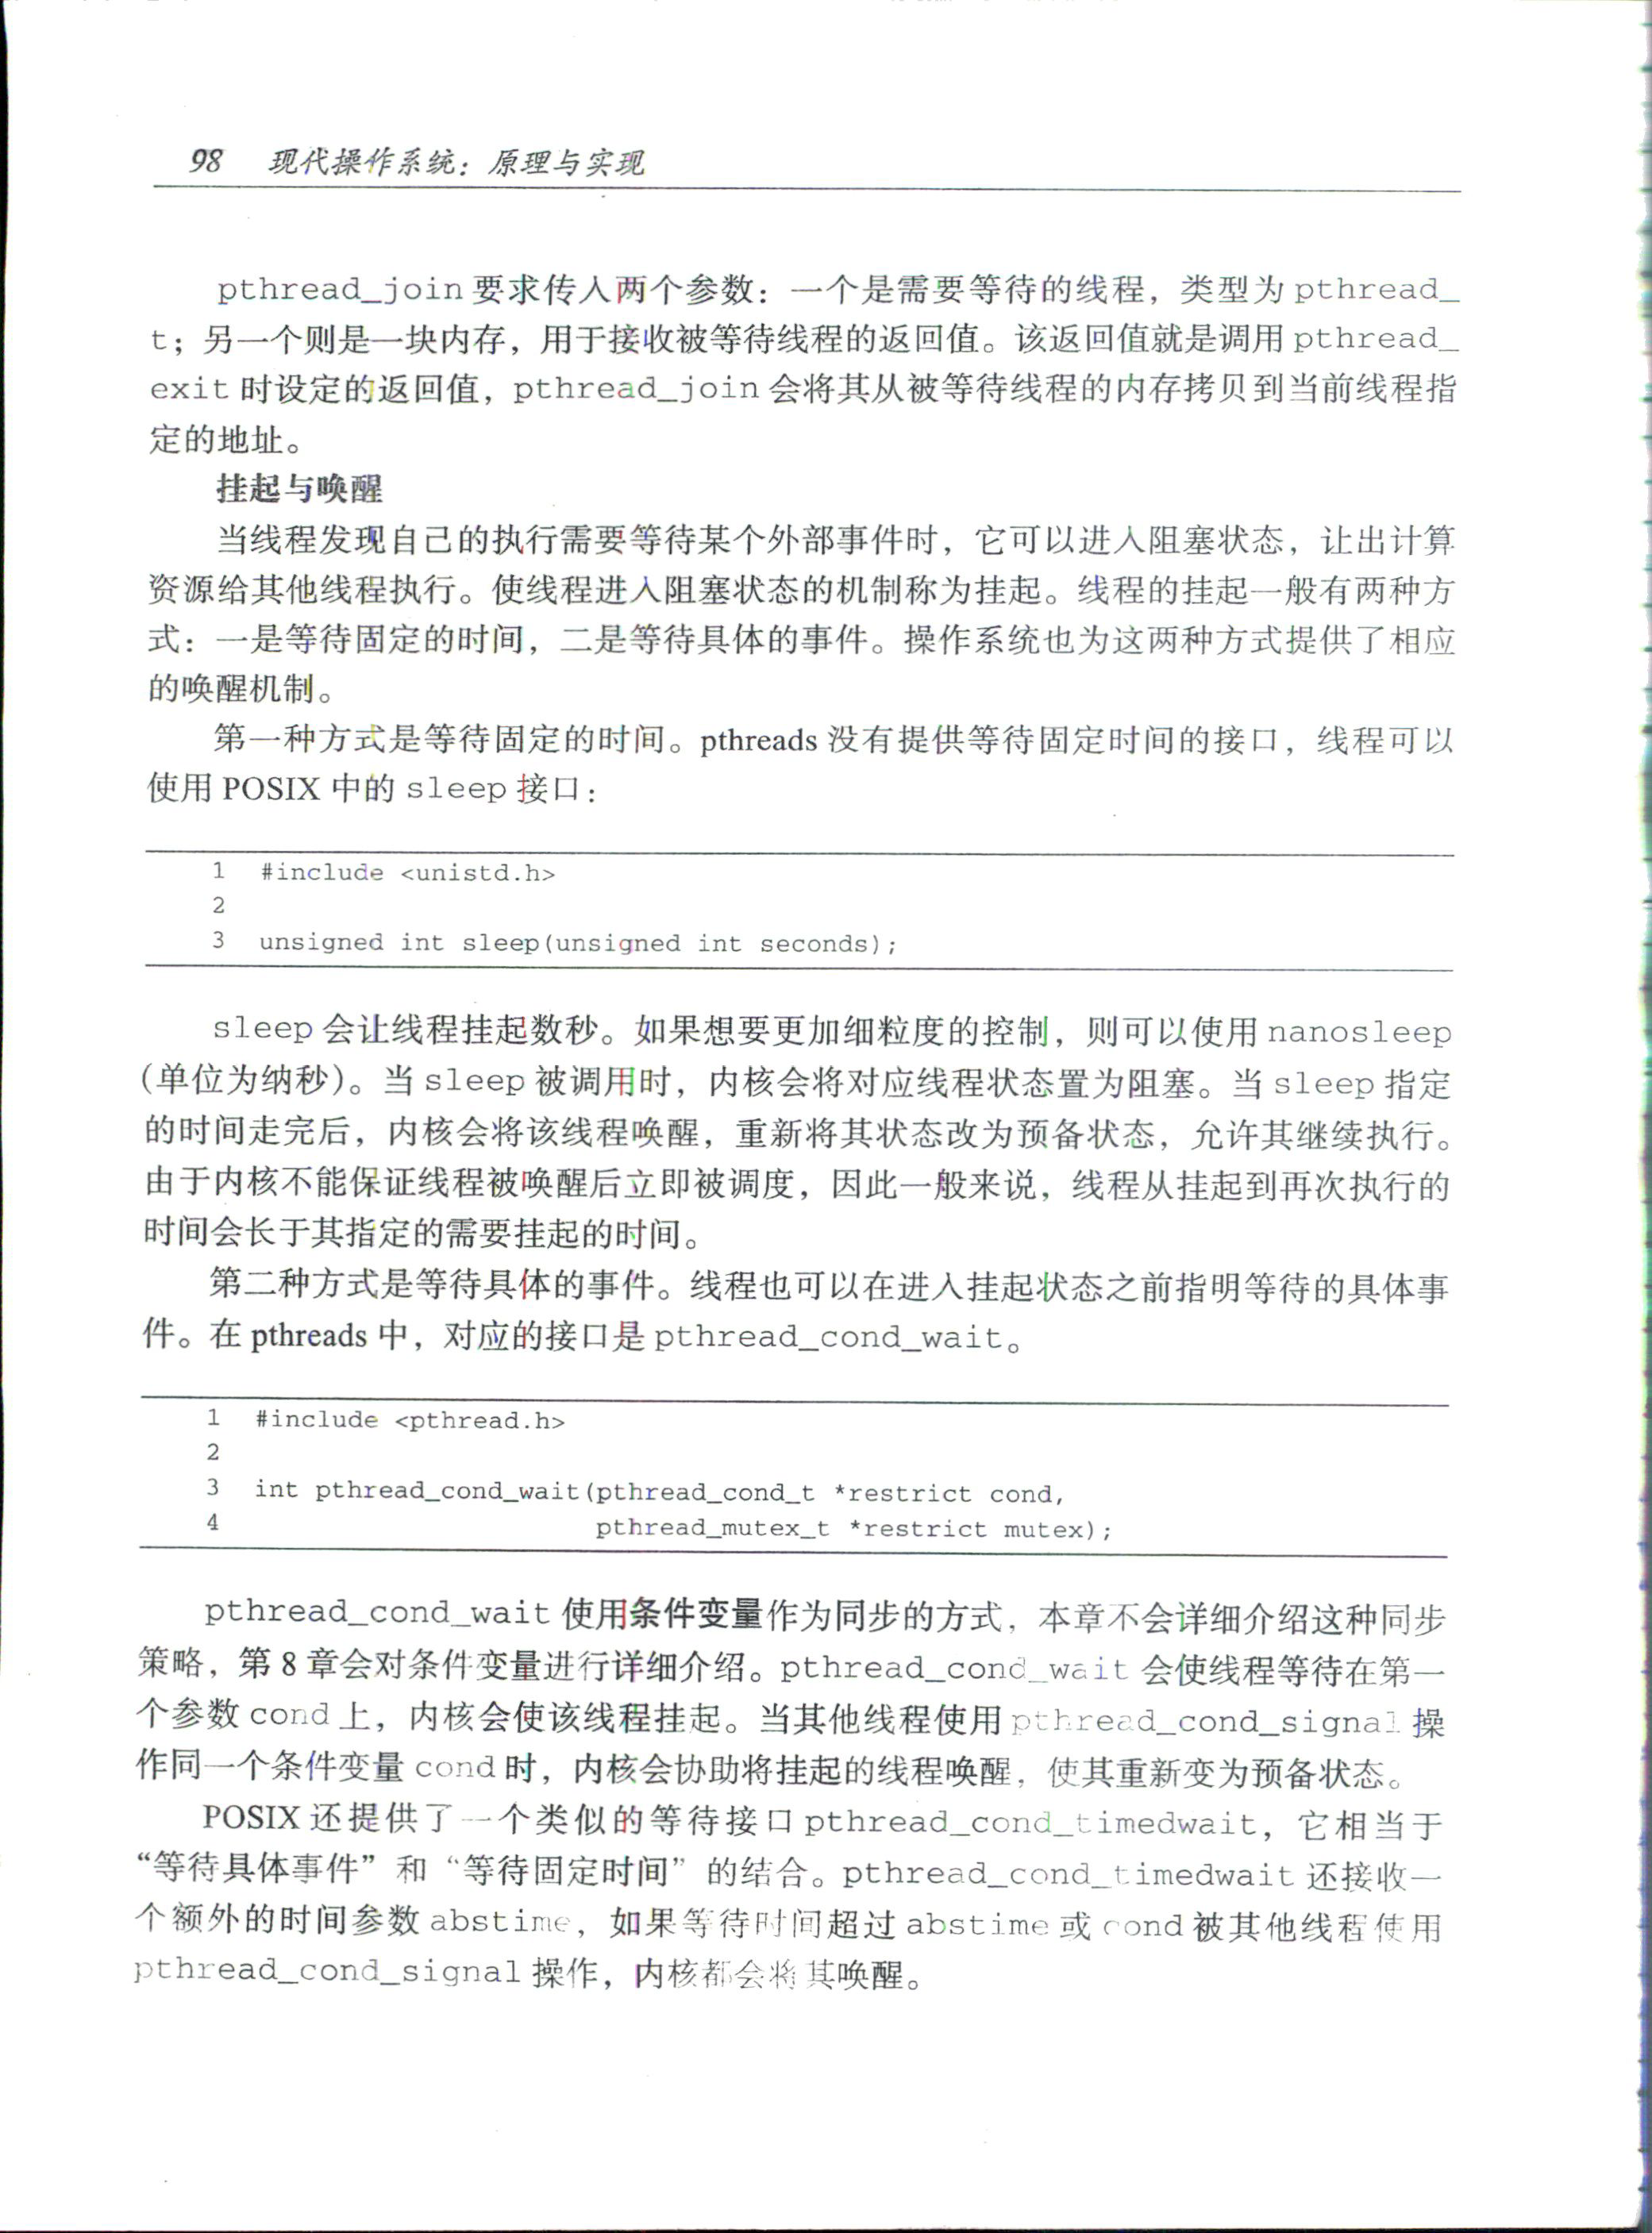 98 现代操作系统：原理与实现
pthread_join 要求传入两个参数：一个是需要等待的线程，类型为 pthread_
t；另一个则是一块内存，用于接收被等待线程的返回值。该返回值就是调用 pthread_
exit 时设定的返回值，pthread_join 会将其从被等待线程的内存拷贝到当前线程指
定的地址。
挂起与唤醒
当线程发现自己的执行需要等待某个外部事件时，它可以进入阻塞状态，让出计算
资源给其他线程执行。使线程进入阻塞状态的机制称为挂起。线程的挂起一般有两种方
式：一是等待固定的时间，二是等待具体的事件。操作系统也为这两种方式提供了相应
的唤醒机制。
第一种方式是等待固定的时间。pthreads 没有提供等待固定时间的接口，线程可以
使用 POSIX 中的 sleep 接口：
1 #include <unistd.h>
2
3 unsigned int sleep(unsigned int seconds);
sleep 会让线程挂起数秒。如果想要更加细粒度的控制，则可以使用 nanosleep
（单位为纳秒）。当 sleep 被调用时，内核会将对应线程状态置为阻塞。当 sleep 指定
的时间走完后，内核会将该线程唤醒，重新将其状态改为预备状态，允许其继续执行。
由于内核不能保证线程被唤醒后立即被调度，因此一般来说，线程从挂起到再次执行的
时间会长于其指定的需要挂起的时间。
第二种方式是等待具体的事件。线程也可以在进入挂起状态之前指明等待的具体事
件。在 pthreads 中，对应的接口是 pthread_cond_wait。
1 #include <pthread.h>
2
3 int pthread_cond_wait(pthread_cond_t *restrict cond,
4 pthread_mutex_t *restrict mutex);
pthread_cond_wait 使用条件变量作为同步的方式，本章不会详细介绍这种同步
策略，第 8 章会对条件变量进行详细介绍。pthread_cond_wait 会使线程等待在第一
个参数 cond 上，内核会使该线程挂起。当其他线程使用 pthread_cond_signal 操
作同一个条件变量 cond 时，内核会协助将挂起的线程唤醒，使其重新变为预备状态。
POSIX 还提供了一个类似的等待接口 pthread_cond_timedwait，它相当于
“等待具体事件”和“等待固定时间”的结合。pthread_cond_timedwait 还接收一
个额外的时间参数 abstime，如果等待时间超过 abstime 或 cond 被其他线程使用
pthread_cond_signal 操作，内核都会将其唤醒。